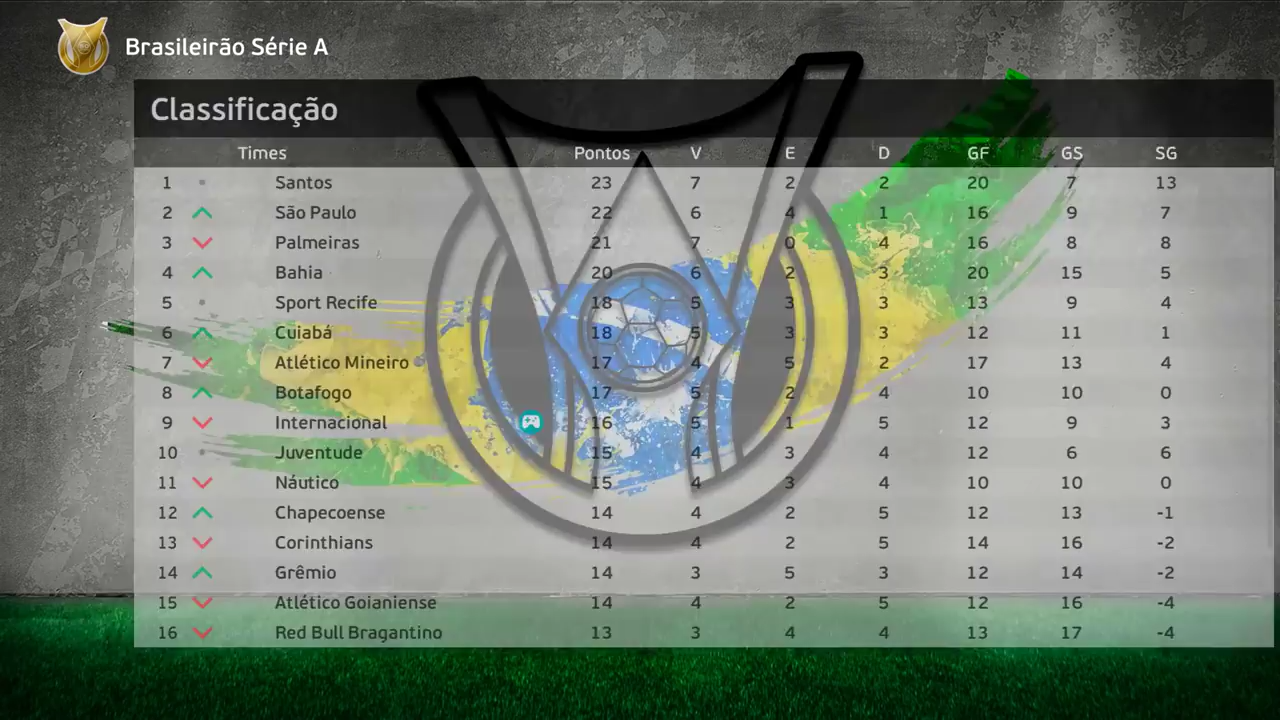 Brasileirão Série A
Classificação
Times Pontos V E D GF GS SG
1 Santos 23 7 2 2 20 7 13
2 São Paulo 22 6 4 1 16 9 7
3 Palmeiras 21 7 0 4 16 8 8
4 Bahia 20 6 2 3 20 15 5
5 Sport Recife 18 5 3 3 13 9 4
6 Cuiabá 18 5 3 3 12 11 1
7 Atlético Mineiro 17 4 5 2 17 13 4
8 Botafogo 17 5 2 4 10 10 0
9 Internacional 16 5 1 5 12 9 3
10 Juventude 15 4 3 4 12 6 6
11 Náutico 15 4 3 4 10 10 0
12 Chapecoense 14 4 2 5 12 13 -1
13 Corinthians 14 4 2 5 14 16 -2
14 Grêmio 14 3 5 3 12 14 -2
15 Atlético Goianiense 14 4 2 5 12 16 -4
16 Red Bull Bragantino 13 3 4 4 13 17 -4